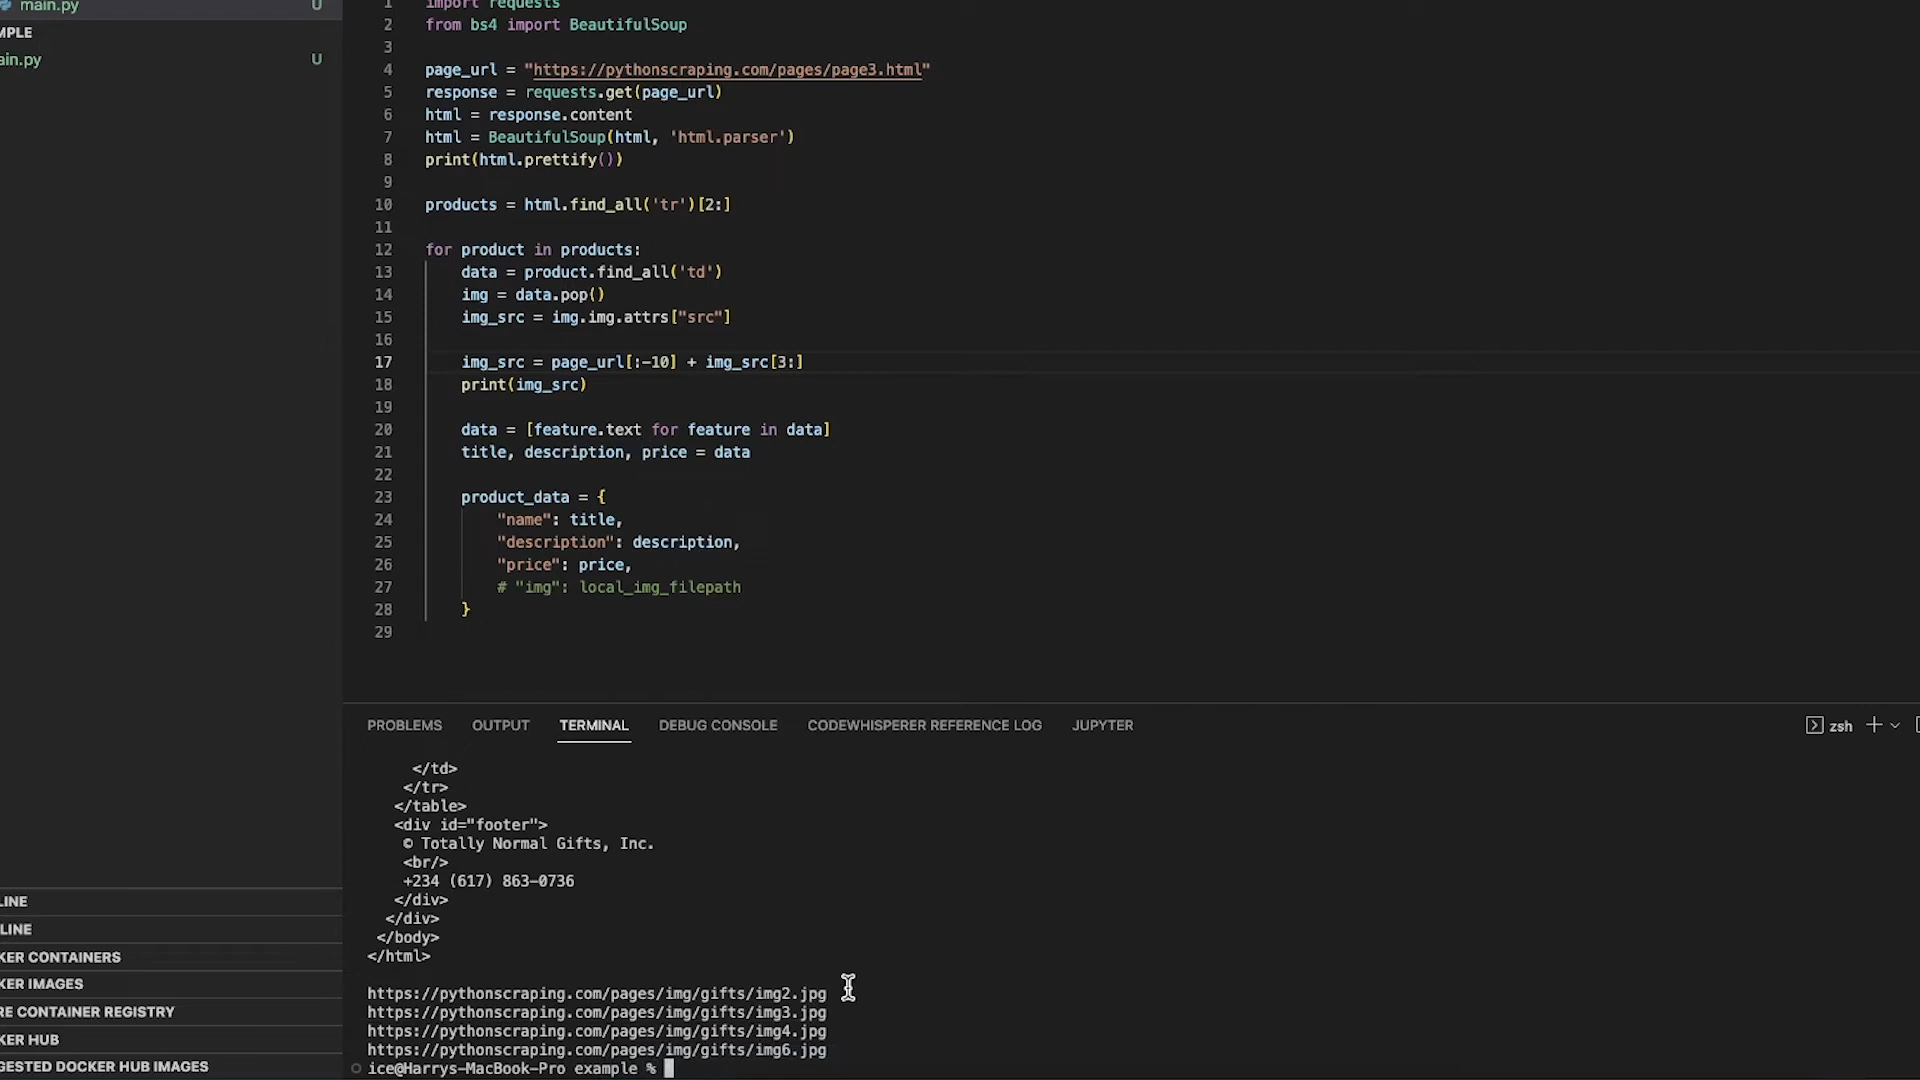 main.py U
MPLE
ain.py U
LINE
LINE
KER CONTAINERS
KER IMAGES
RE CONTAINER REGISTRY
KER HUB
GESTED DOCKER HUB IMAGES
1 import requests
2 from bs4 import BeautifulSoup
3
4 page_url = "https://pythonscraping.com/pages/page3.html"
5 response = requests.get(page_url)
6 html = response.content
7 html = BeautifulSoup(html, 'html.parser')
8 print(html.prettify())
9
10 products = html.find_all('tr')[2:]
11
12 for product in products:
13 data = product.find_all('td')
14 img = data.pop()
15 img_src = img.img.attrs["src"]
16
17 img_src = page_url[:-10] + img_src[3:]
18 print(img_src)
19
20 data = [feature.text for feature in data]
21 title, description, price = data
22
23 product_data = {
24 "name": title,
25 "description": description,
26 "price": price,
27 # "img": local_img_filepath
28 }
29
PROBLEMS OUTPUT TERMINAL DEBUG CONSOLE CODEWHISPERER REFERENCE LOG JUPYTER zsh
</td>
</tr>
</table>
<div id="footer">
© Totally Normal Gifts, Inc.
<br/>
+234 (617) 863-0736
</div>
</div>
</body>
</html>
https://pythonscraping.com/pages/img/gifts/img2.jpg
https://pythonscraping.com/pages/img/gifts/img3.jpg
https://pythonscraping.com/pages/img/gifts/img4.jpg
https://pythonscraping.com/pages/img/gifts/img6.jpg
ice@Harrys-MacBook-Pro example %